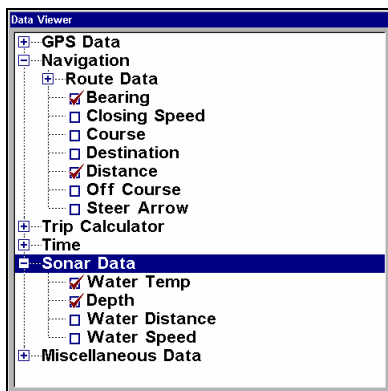 Data Viewer
GPS Data
Navigation
Route Data
Bearing
Closing Speed
Course
Destination
Distance
Off Course
Steer Arrow
Trip Calculator
Time
Sonar Data
Water Temp
Depth
Water Distance
Water Speed
Miscellaneous Data